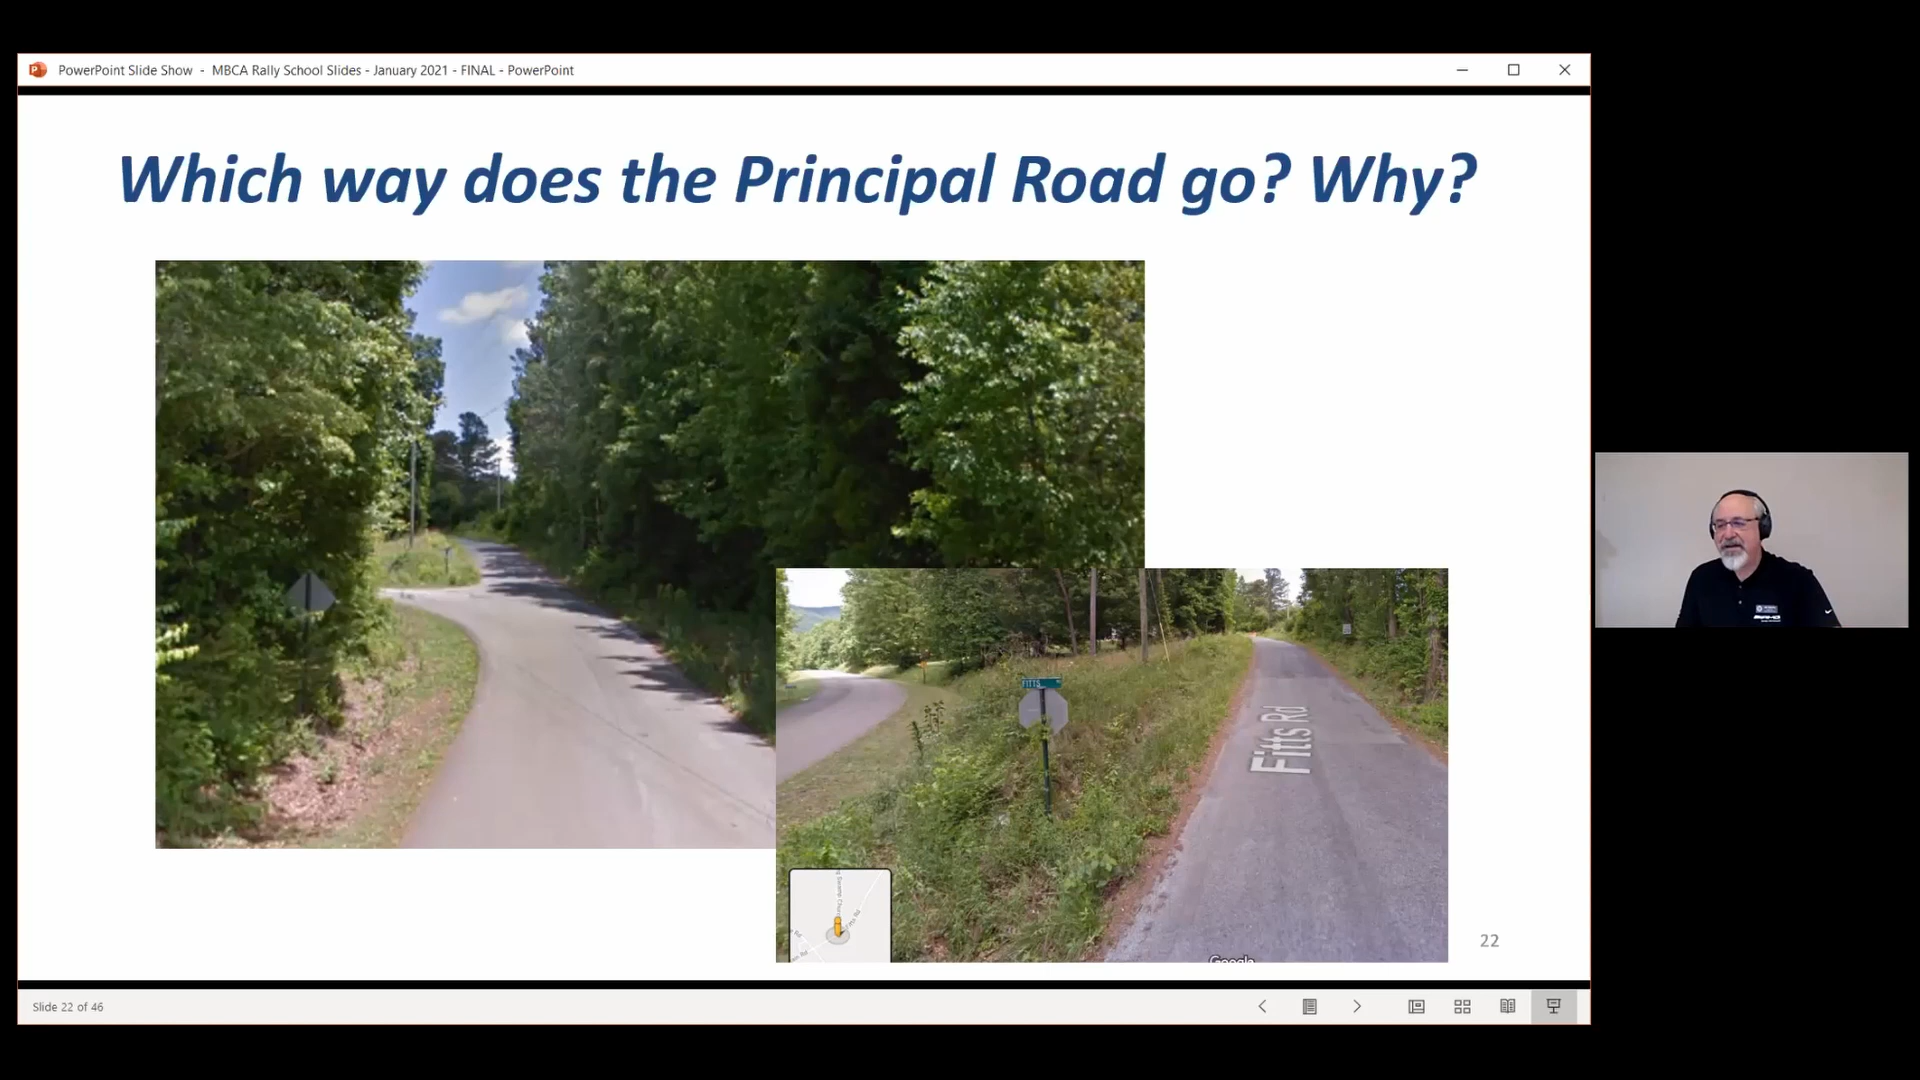 PowerPoint Slide Show - MBCA Rally School Slides - January 2021 - FINAL - PowerPoint
Which way does the Principal Road go? Why?
FITTS
Fitts Rd
Google
22
Slide 22 of 46